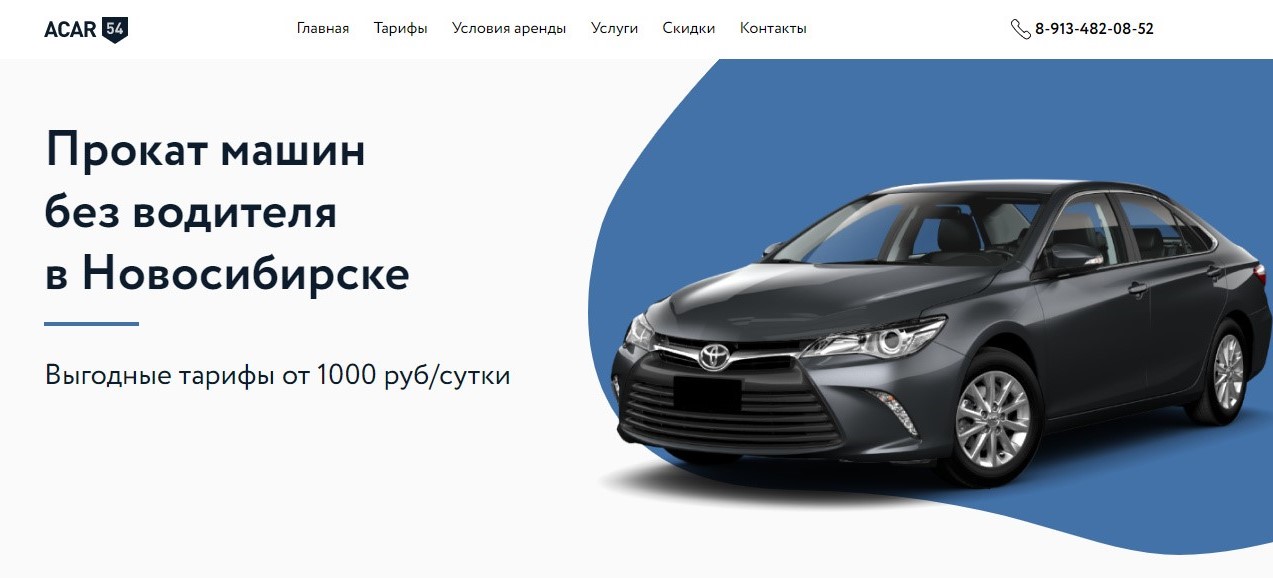 ACAR 54
Главная Тарифы Условия аренды Услуги Скидки Контакты
8-913-482-08-52
Прокат машин
без водителя
в Новосибирске
Выгодные тарифы от 1000 руб/сутки